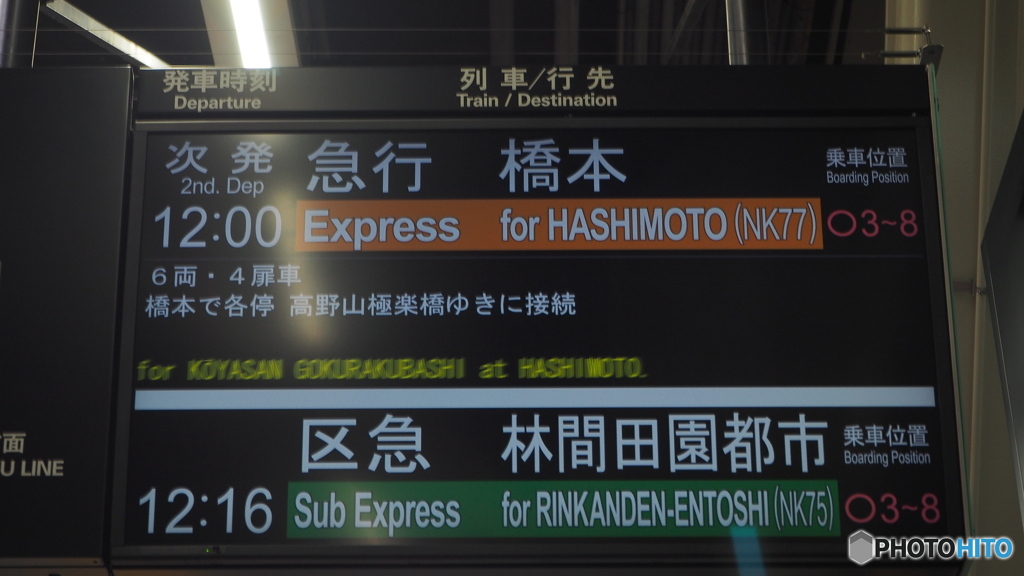 発車時刻 列車/行先
Departure Train / Destination
次発 急行 橋本 乗車位置
2nd. Dep Boarding Position
12:00 Express for HASHIMOTO (NK77) ○3~8
6両・4扉車
橋本で各停 高野山極楽橋ゆきに接続
for KŌYASAN GOKURAKUBASHI at HASHIMOTO.
区急 林間田園都市 乗車位置
Boarding Position
12:16 Sub Express for RINKANDEN-ENTOSHI (NK75) ○3~8
面
U LINE
PHOTOHITO